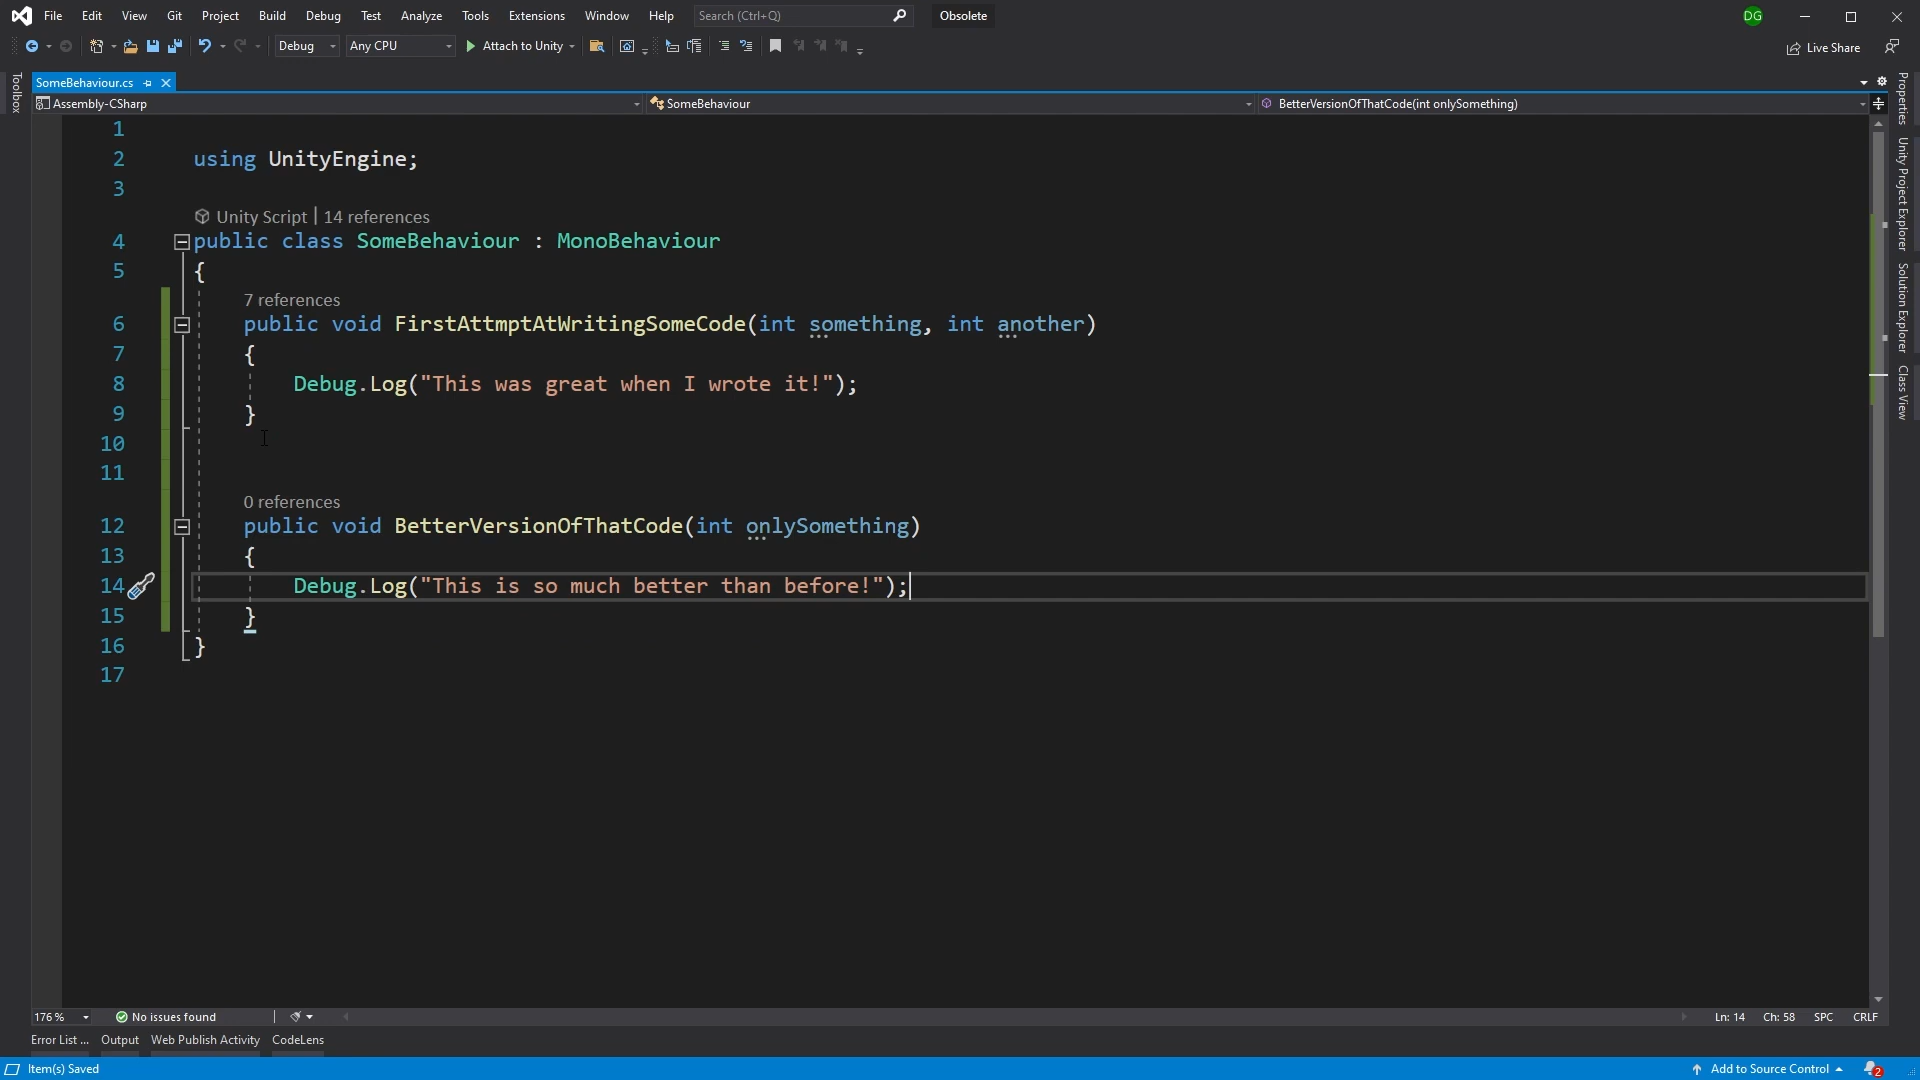 File Edit View Git Project Build Debug Test Analyze Tools Extensions Window Help Search (Ctrl+Q) Obsolete DG
Debug Any CPU Attach to Unity Live Share
SomeBehaviour.cs
Assembly-CSharp SomeBehaviour BetterVersionOfThatCode(int onlySomething)
Toolbox
Properties
Unity Project Explorer
Solution Explorer
Class View
1
2 using UnityEngine;
3
Unity Script | 14 references
4 public class SomeBehaviour : MonoBehaviour
5 {
7 references
6 public void FirstAttmptAtWritingSomeCode(int something, int another)
7 {
8 Debug.Log("This was great when I wrote it!");
9 }
10
11
0 references
12 public void BetterVersionOfThatCode(int onlySomething)
13 {
14 Debug.Log("This is so much better than before!");
15 }
16 }
17
176 % No issues found Ln: 14 Ch: 58 SPC CRLF
Error List ... Output Web Publish Activity CodeLens
Item(s) Saved Add to Source Control 2